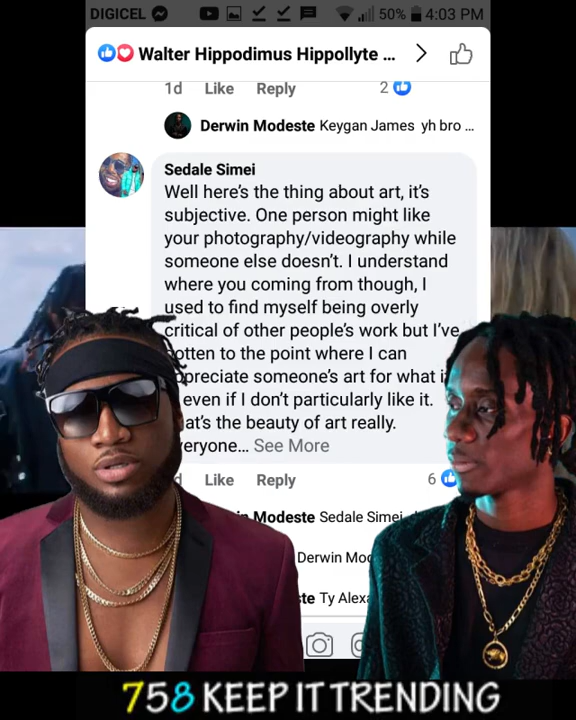 DIGICEL 50% 4:03 PM
Walter Hippodimus Hippollyte ...
1d Like Reply 2
Derwin Modeste Keygan James yh bro ...
Sedale Simei
Well here's the thing about art, it's
subjective. One person might like
your photography/videography while
someone else doesn't. I understand
where you coming from though, I
used to find myself being overly
critical of other people's work but I've
otten to the point where I can
preciate someone's art for what i
even if I don't particularly like it.
at's the beauty of art really.
veryone... See More
d Like Reply 6
in Modeste Sedale Simei
Derwin Mod
ste Ty Alexa
758 KEEP IT TRENDING